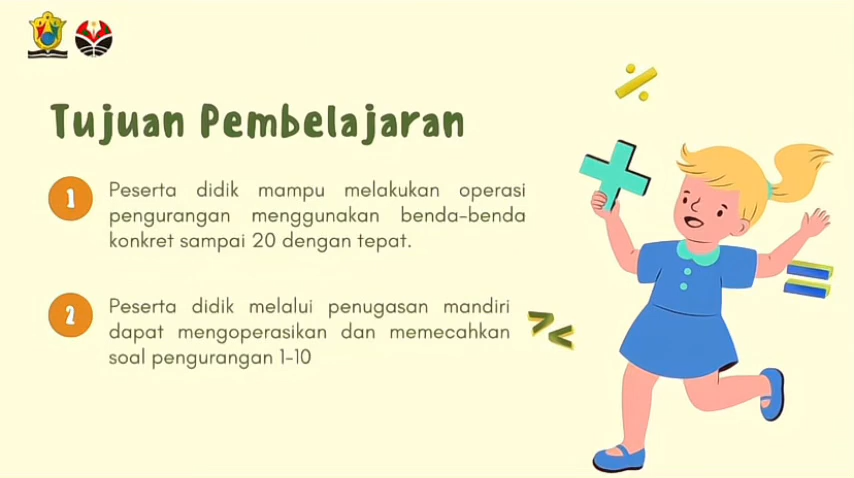 Tujuan Pembelajaran
1
Peserta didik mampu melakukan operasi
pengurangan menggunakan benda-benda
konkret sampai 20 dengan tepat.
2
Peserta didik melalui penugasan mandiri
dapat mengoperasikan dan memecahkan
soal pengurangan 1-10